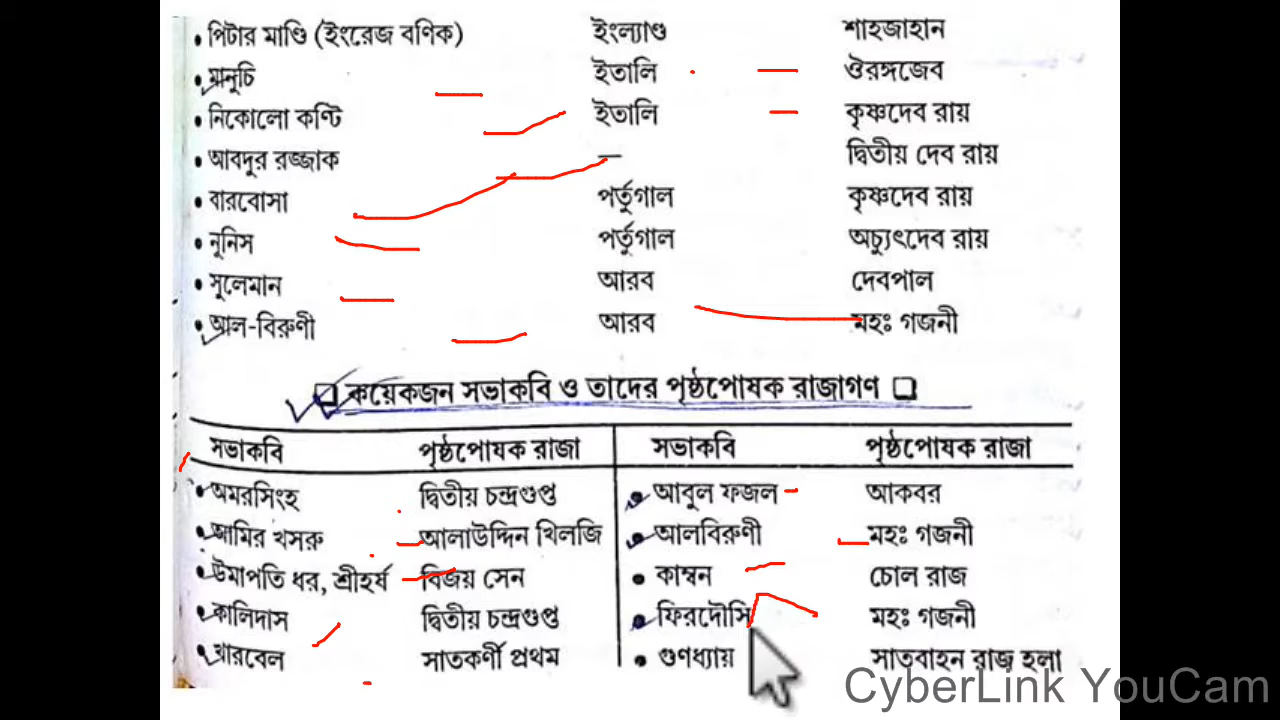 • পিটার মাণ্ডি (ইংরেজ বণিক) ইংল্যাণ্ড শাহজাহান
• মানুচি ইতালি ঔরঙ্গজেব
• নিকোলো কণ্টি ইতালি কৃষ্ণদেব রায়
• আবদুর রজ্জাক — দ্বিতীয় দেব রায়
• বারবোসা পর্তুগাল কৃষ্ণদেব রায়
• নুনিস পর্তুগাল অচ্যুৎদেব রায়
• সুলেমান আরব দেবপাল
• আল-বিরুণী আরব মহঃ গজনী
❑ কয়েকজন সভাকবি ও তাদের পৃষ্ঠপোষক রাজাগণ ❑
সভাকবি পৃষ্ঠপোষক রাজা সভাকবি পৃষ্ঠপোষক রাজা
• অমরসিংহ দ্বিতীয় চন্দ্রগুপ্ত • আবুল ফজল আকবর
• আমির খসরু আলাউদ্দিন খিলজি • আলবিরুণী মহঃ গজনী
• উমাপতি ধর, শ্রীহর্ষ বিজয় সেন • কাম্বন চোল রাজ
• কালিদাস দ্বিতীয় চন্দ্রগুপ্ত • ফিরদৌসি মহঃ গজনী
• খারবেল সাতকর্ণী প্রথম • গুণধ্যায় সাতবাহন রাজ হলা
CyberLink YouCam